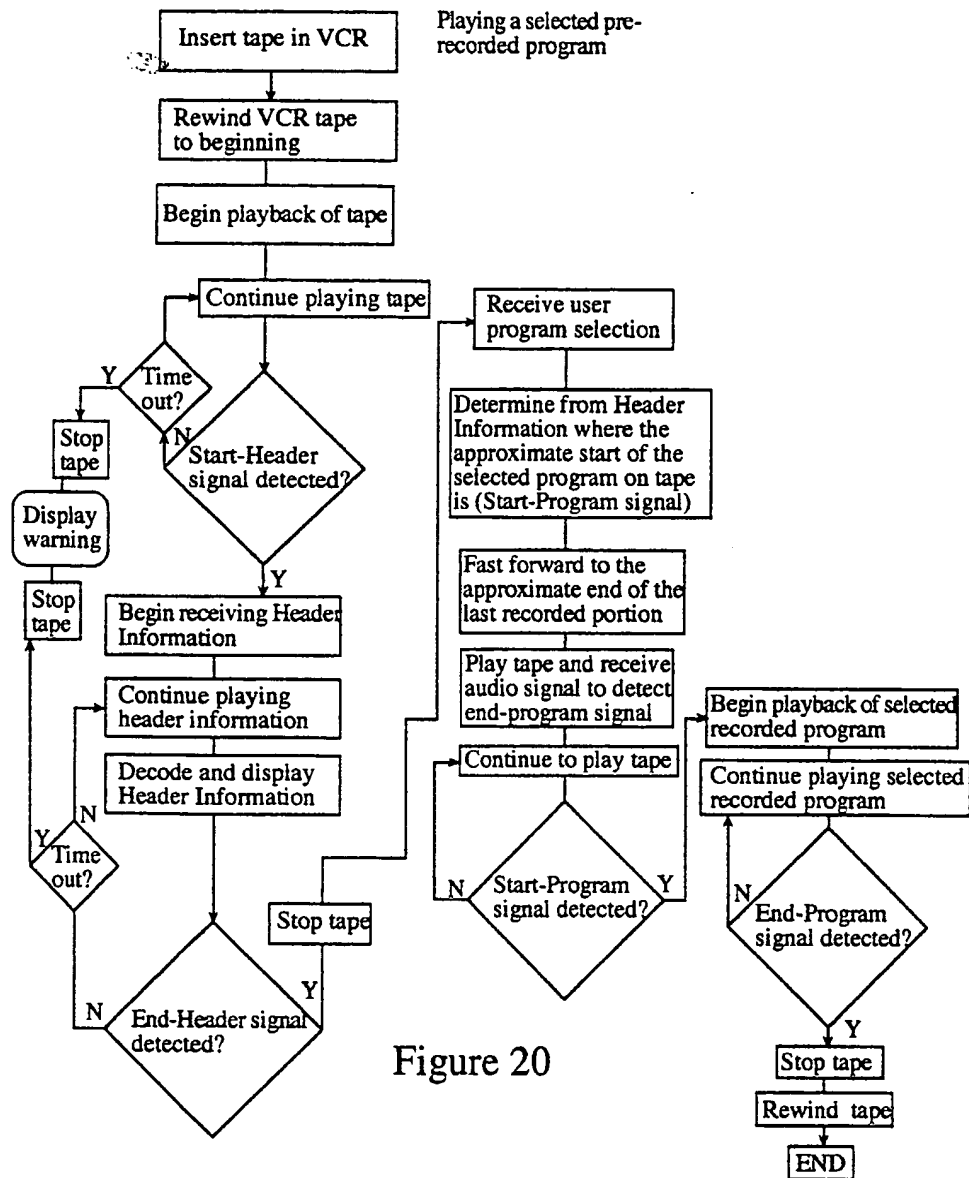 Playing a selected pre-
recorded program
Insert tape in VCR
Rewind VCR tape
to beginning
Begin playback of tape
Continue playing tape
Time
out?
Y
N
Stop
tape
Display
warning
Stop
tape
Start-Header
signal detected?
Y
Begin receiving Header
Information
Continue playing
header information
Decode and display
Header Information
N
Y
Time
out?
N
End-Header signal
detected?
Y
Stop tape
Receive user
program selection
Determine from Header
Information where the
approximate start of the
selected program on tape
is (Start-Program signal)
Fast forward to the
approximate end of the
last recorded portion
Play tape and receive
audio signal to detect
end-program signal
Continue to play tape
N
Start-Program
signal detected?
Y
Begin playback of selected
recorded program
Continue playing selected
recorded program
N
End-Program
signal detected?
Y
Stop tape
Rewind tape
END
Figure 20